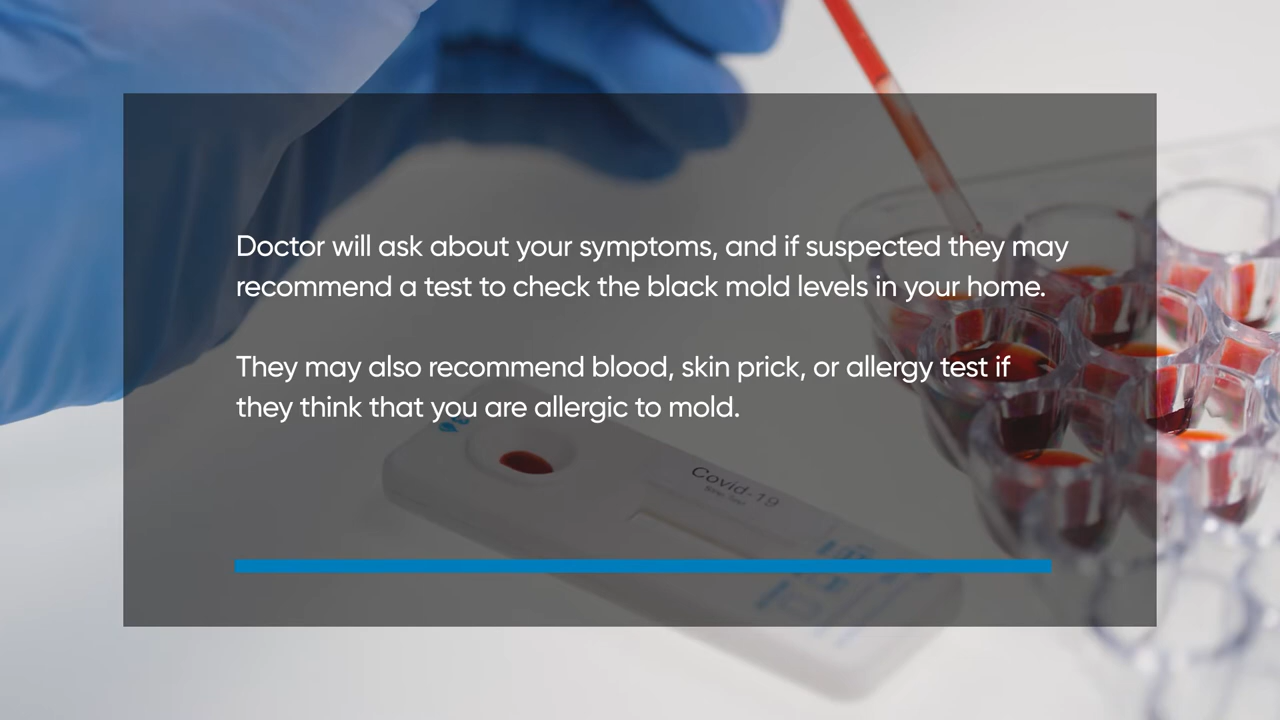 Doctor will ask about your symptoms, and if suspected they may
recommend a test to check the black mold levels in your home.
They may also recommend blood, skin prick, or allergy test if
they think that you are allergic to mold.
Covid-19